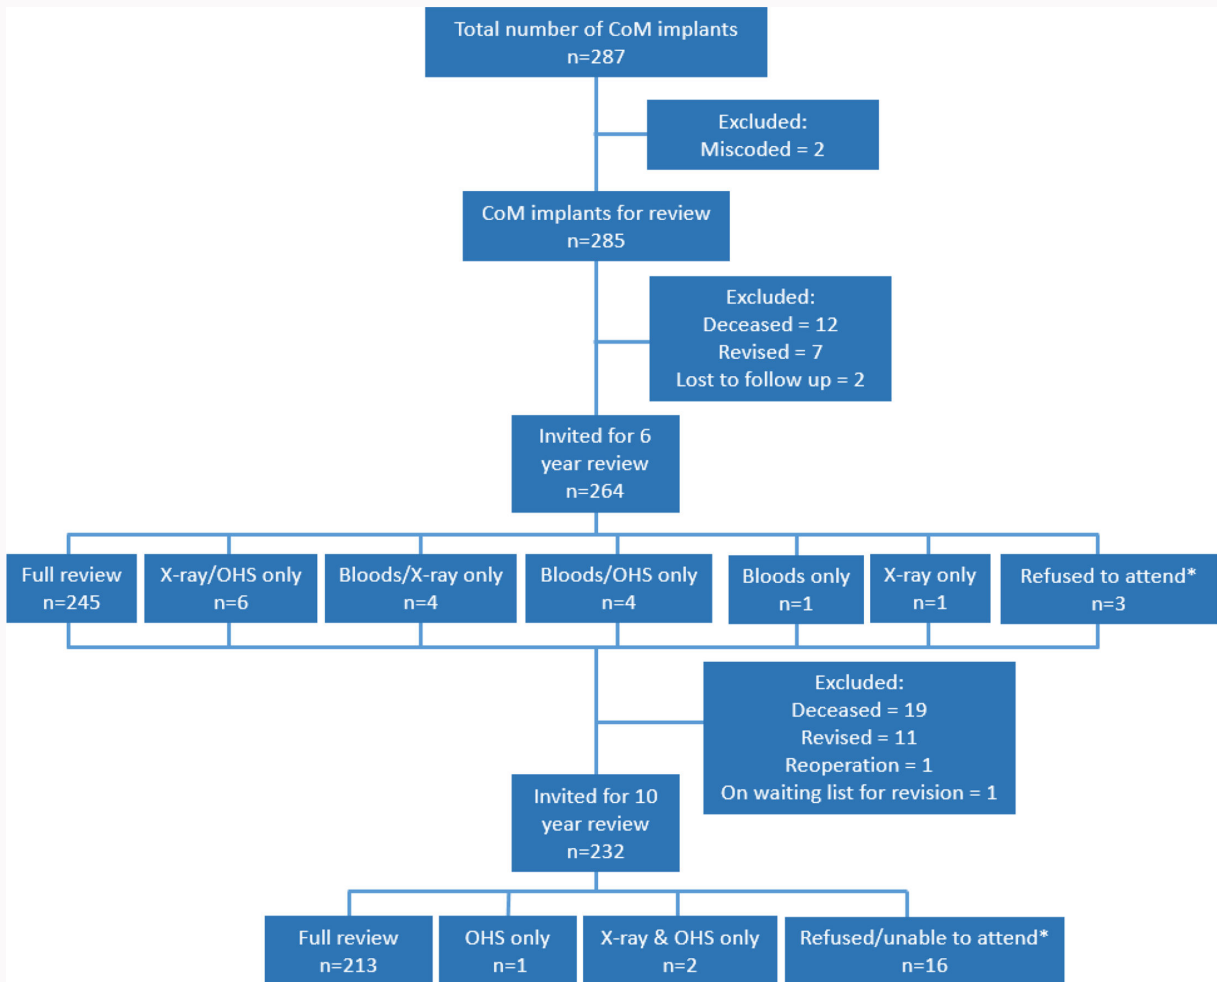 Total number of CoM implants
n=287
Excluded:
Miscoded = 2
CoM implants for review
n=285
Excluded:
Deceased = 12
Revised = 7
Lost to follow up = 2
Invited for 6
year review
n=264
Full review
n=245
X-ray/OHS only
n=6
Bloods/X-ray only
n=4
Bloods/OHS only
n=4
Bloods only
n=1
X-ray only
n=1
Refused to attend*
n=3
Excluded:
Deceased = 19
Revised = 11
Reoperation = 1
On waiting list for revision = 1
Invited for 10
year review
n=232
Full review
n=213
OHS only
n=1
X-ray & OHS only
n=2
Refused/unable to attend*
n=16